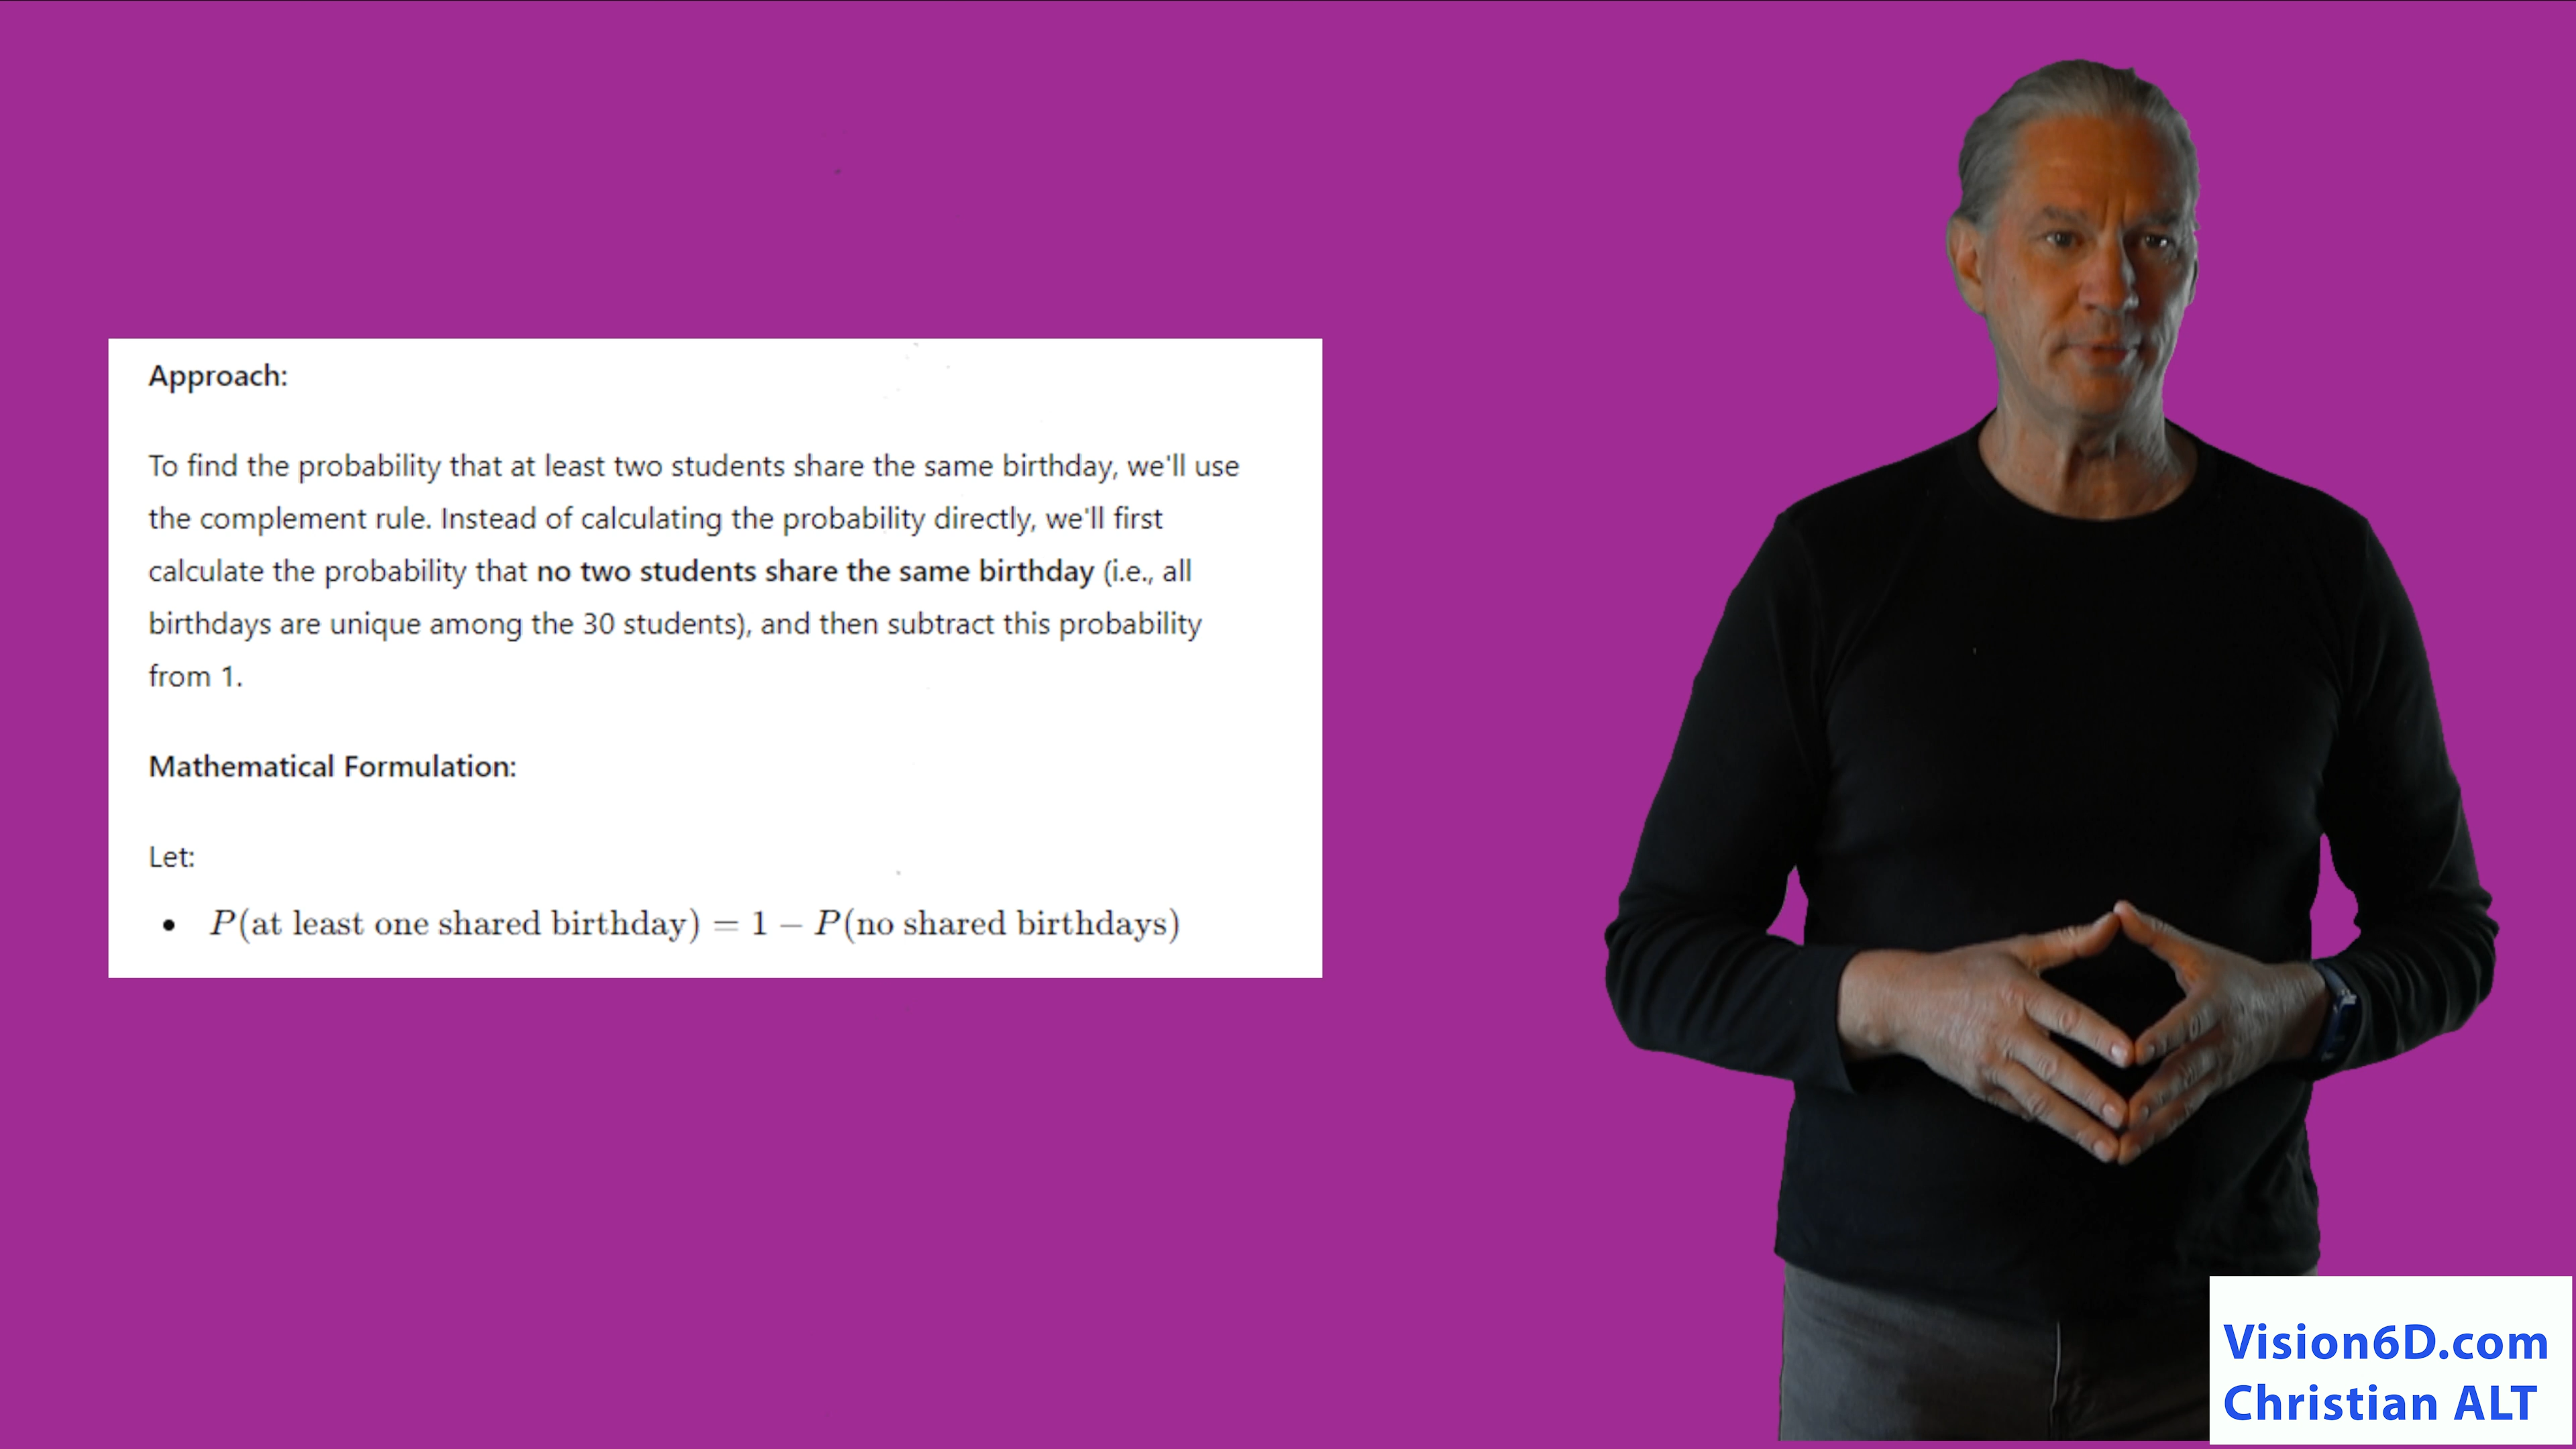 Approach:
To find the probability that at least two students share the same birthday, we'll use
the complement rule. Instead of calculating the probability directly, we'll first
calculate the probability that no two students share the same birthday (i.e., all
birthdays are unique among the 30 students), and then subtract this probability
from 1.
Mathematical Formulation:
Let:
• P(at least one shared birthday) = 1 − P(no shared birthdays)
Vision6D.com
Christian ALT